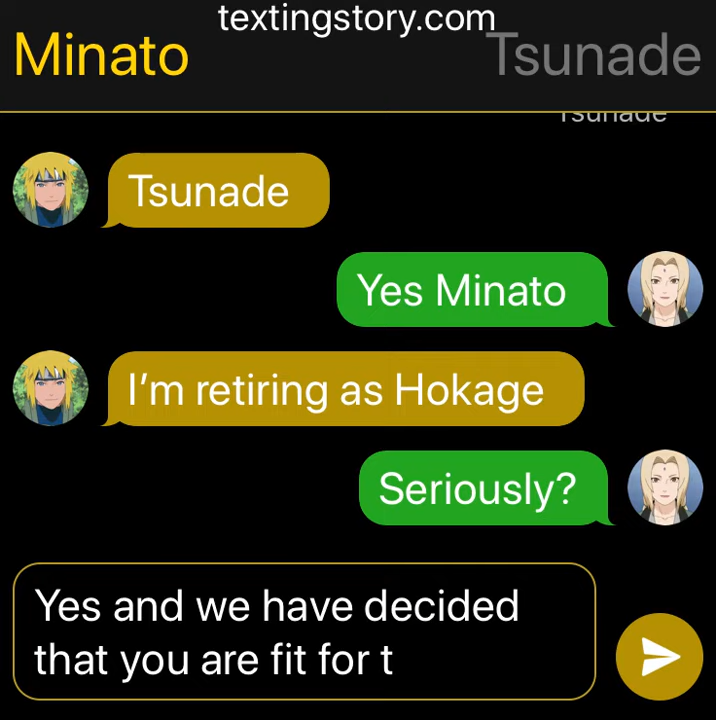 textingstory.com
Minato
Tsunade
Tsunade
Tsunade
Yes Minato
I’m retiring as Hokage
Seriously?
Yes and we have decided
that you are fit for t